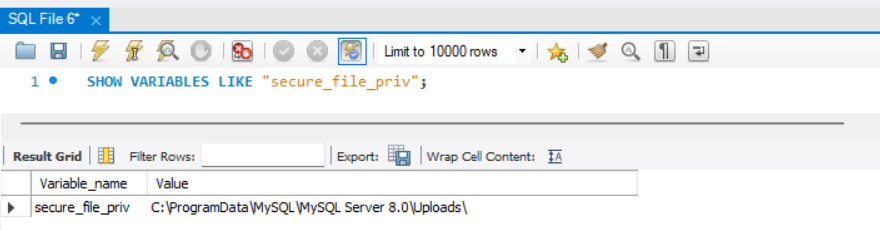 SQL File 6*
Limit to 10000 rows
1 SHOW VARIABLES LIKE "secure_file_priv";
Result Grid Filter Rows: Export: Wrap Cell Content:
Variable_name Value
secure_file_priv C:\ProgramData\MySQL\MySQL Server 8.0\Uploads\